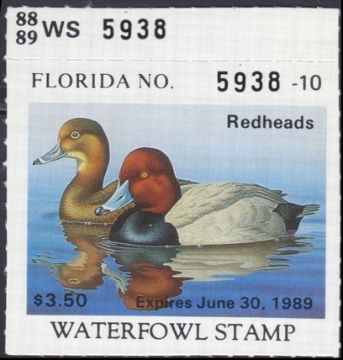 88
89 WS 5938
FLORIDA NO. 5938 -10
Redheads
$3.50 Expires June 30, 1989
WATERFOWL STAMP